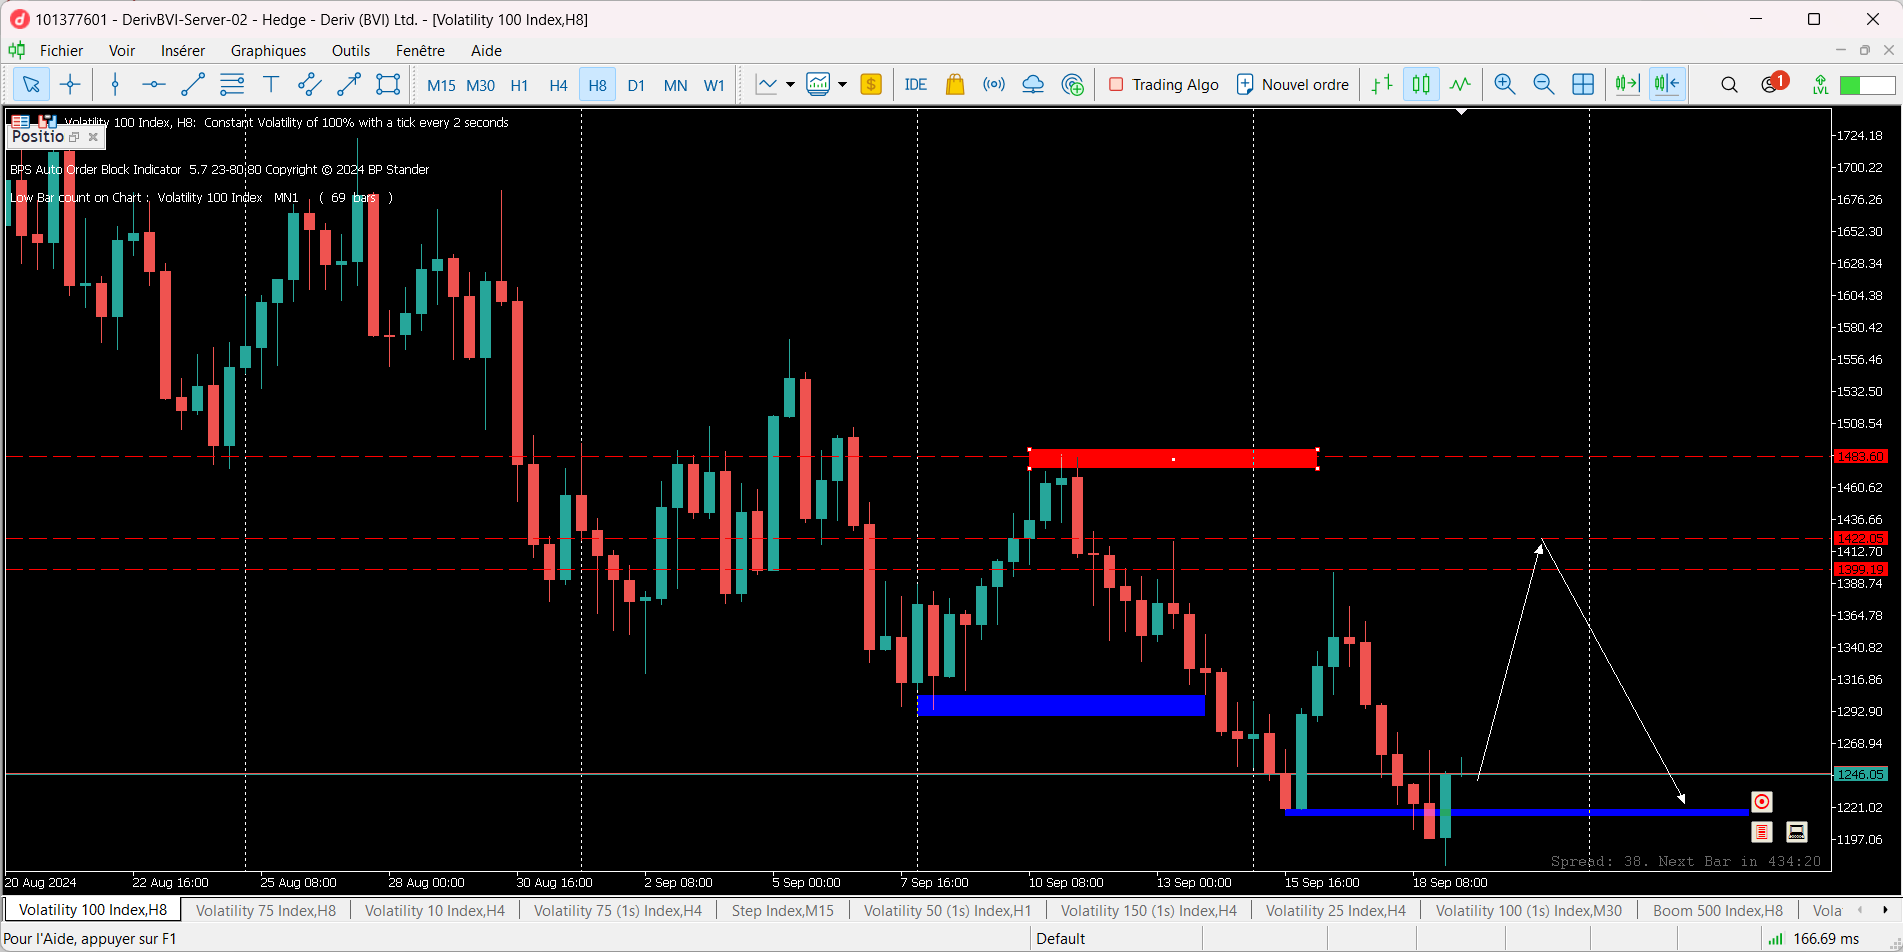 101377601 - DerivBVI-Server-02 - Hedge - Deriv (BVI) Ltd. - [Volatility 100 Index,H8]
Fichier Voir Insérer Graphiques Outils Fenêtre Aide
T M15 M30 H1 H4 H8 D1 MN W1 $ IDE Trading Algo Nouvel ordre 1 LVL
Volatility 100 Index, H8: Constant Volatility of 100% with a tick every 2 seconds
Positio
BPS Auto Order Block Indicator 5.7 23-80;80 Copyright © 2024 BP Stander
Low Bar count on Chart : Volatility 100 Index MN1 ( 69 bars )
1724.18
1700.22
1676.26
1652.30
1628.34
1604.38
1580.42
1556.46
1532.50
1508.54
1483.60
1460.62
1436.66
1422.05
1412.70
1399.19
1388.74
1364.78
1340.82
1316.86
1292.90
1268.94
1246.05
1221.02
1197.06
Spread: 38. Next Bar in 434:20
20 Aug 2024 22 Aug 16:00 25 Aug 08:00 28 Aug 00:00 30 Aug 16:00 2 Sep 08:00 5 Sep 00:00 7 Sep 16:00 10 Sep 08:00 13 Sep 00:00 15 Sep 16:00 18 Sep 08:00
Volatility 100 Index,H8 Volatility 75 Index,H8 Volatility 10 Index,H4 Volatility 75 (1s) Index,H4 Step Index,M15 Volatility 50 (1s) Index,H1 Volatility 150 (1s) Index,H4 Volatility 25 Index,H4 Volatility 100 (1s) Index,M30 Boom 500 Index,H8 Vola
Pour l'Aide, appuyer sur F1 Default 166.69 ms